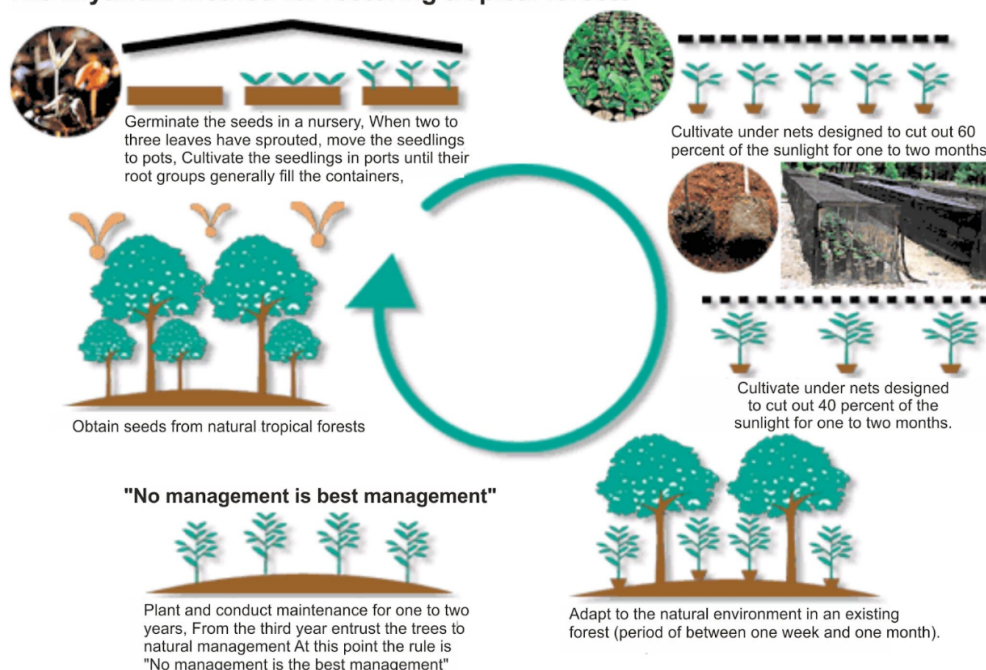 Germinate the seeds in a nursery, When two to
three leaves have sprouted, move the seedlings
to pots, Cultivate the seedlings in ports until their
root groups generally fill the containers,
Cultivate under nets designed to cut out 60
percent of the sunlight for one to two months
Cultivate under nets designed
to cut out 40 percent of the
sunlight for one to two months.
Obtain seeds from natural tropical forests
"No management is best management"
Plant and conduct maintenance for one to two
years, From the third year entrust the trees to
natural management At this point the rule is
"No management is the best management"
Adapt to the natural environment in an existing
forest (period of between one week and one month).